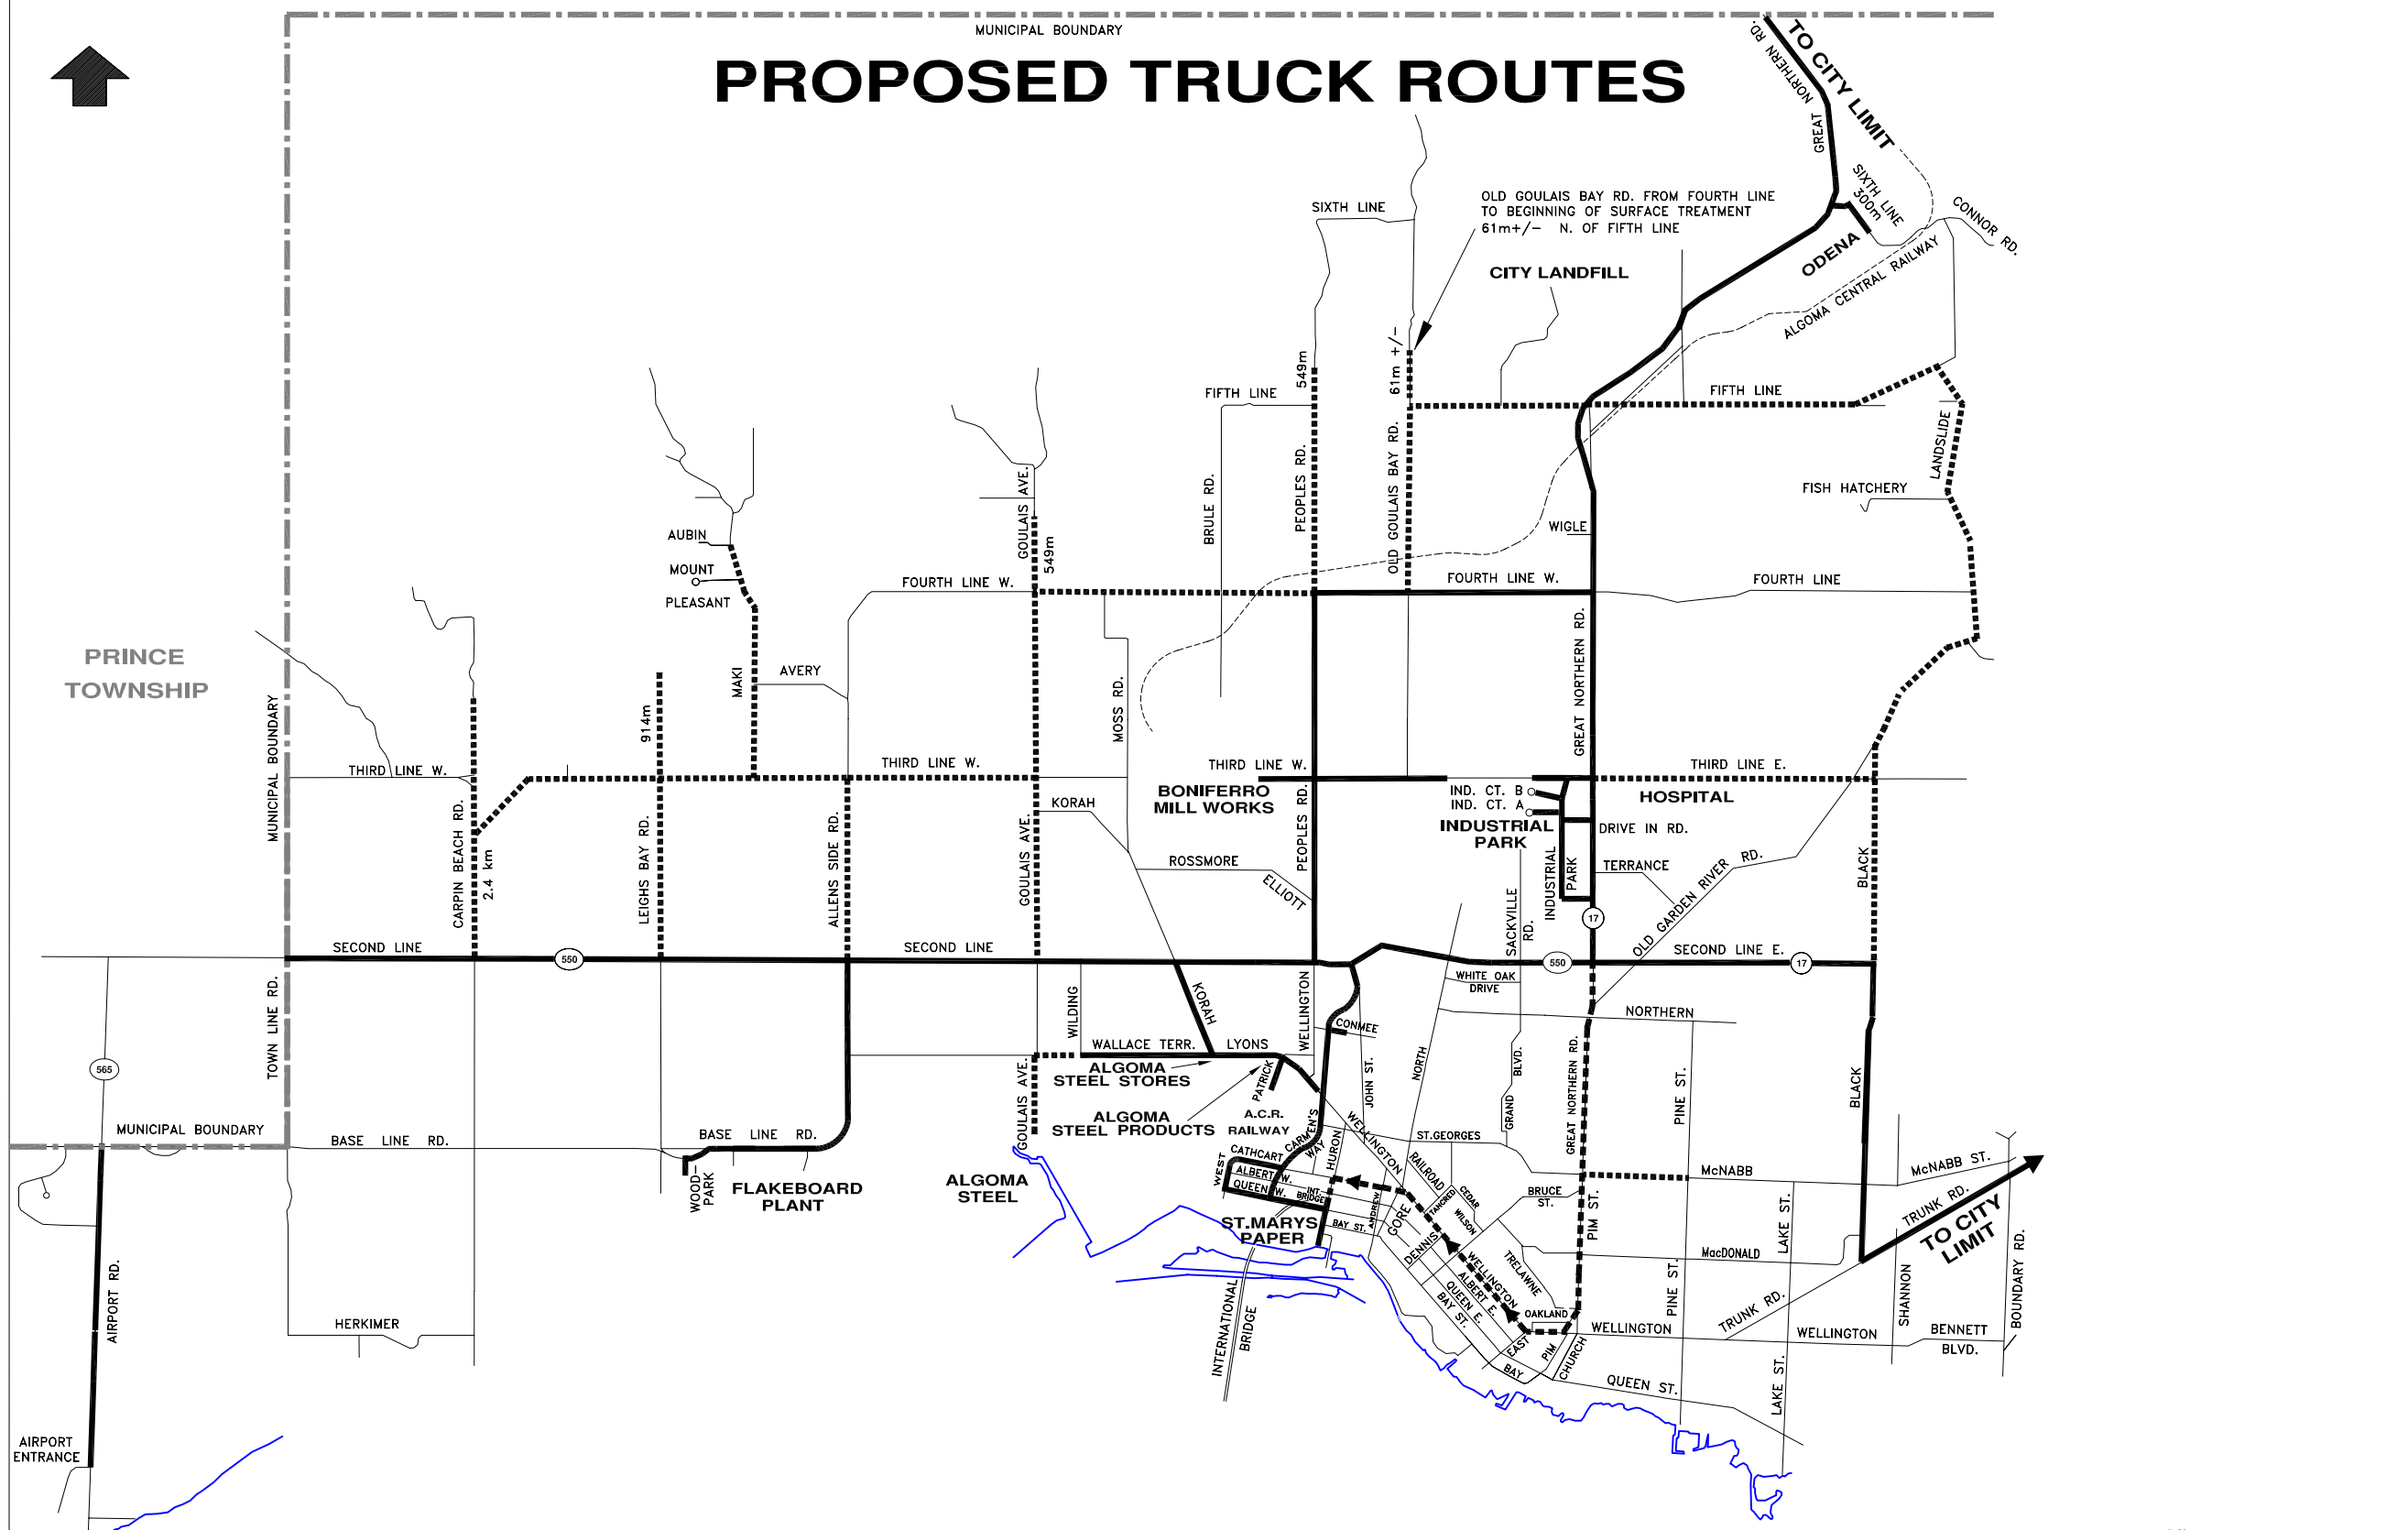 MUNICIPAL BOUNDARY
PROPOSED TRUCK ROUTES
TO CITY LIMIT
GREAT NORTHERN RD.
SIXTH LINE
300m
CONNOR RD.
ODENA
ALGOMA CENTRAL RAILWAY
SIXTH LINE
OLD GOULAIS BAY RD. FROM FOURTH LINE
TO BEGINNING OF SURFACE TREATMENT
61m+/- N. OF FIFTH LINE
CITY LANDFILL
61m +/-
549m
FIFTH LINE
FIFTH LINE
LANDSLIDE
FISH HATCHERY
GOULAIS AVE.
549m
BRULE RD.
PEOPLES RD.
OLD GOULAIS BAY RD.
WIGLE
AUBIN
MOUNT
PLEASANT
FOURTH LINE W.
FOURTH LINE W.
FOURTH LINE
PRINCE
TOWNSHIP
MUNICIPAL BOUNDARY
914m
MAKI
AVERY
MOSS RD.
GREAT NORTHERN RD.
THIRD LINE W.
THIRD LINE W.
THIRD LINE W.
THIRD LINE E.
BONIFERRO
MILL WORKS
KORAH
IND. CT. B
IND. CT. A
INDUSTRIAL
PARK
HOSPITAL
DRIVE IN RD.
CARPIN BEACH RD.
2.4 km
LEIGHS BAY RD.
ALLENS SIDE RD.
GOULAIS AVE.
PEOPLES RD.
ROSSMORE
ELLIOTT
SACKVILLE
RD.
INDUSTRIAL
PARK
TERRANCE
OLD GARDEN RIVER RD.
BLACK
17
SECOND LINE
550
SECOND LINE
550
SECOND LINE E.
17
WHITE OAK
DRIVE
TOWN LINE RD.
565
WILDING
KORAH
WELLINGTON
CONMEE
NORTHERN
WALLACE TERR.
LYONS
ALGOMA
STEEL STORES
PATRICK
JOHN ST.
NORTH
BLVD.
GRAND
GREAT NORTHERN RD.
PINE ST.
BLACK
GOULAIS AVE.
ALGOMA
STEEL PRODUCTS
A.C.R.
RAILWAY
MUNICIPAL BOUNDARY
BASE LINE RD.
BASE LINE RD.
WOOD-
PARK
FLAKEBOARD
PLANT
ALGOMA
STEEL
CARMEN'S
WAY
HURON
WELLINGTON
ST.GEORGES
CATHCART
WEST
ALBERT W.
QUEEN W.
INT.
BRIDGE
RAILROAD
TANCRED
CEDAR
WILSON
BRUCE
ST.
McNABB
McNABB ST.
TRUNK RD.
TO CITY
LIMIT
ST.MARYS
PAPER
BAY ST.
ANDREW
GORE
DENNIS
PIM ST.
LAKE ST.
MacDONALD
BOUNDARY RD.
AIRPORT RD.
HERKIMER
INTERNATIONAL
BRIDGE
WELLINGTON
ALBERT E.
QUEEN E.
BAY ST.
TRELAWNE
OAKLAND
PINE ST.
TRUNK RD.
SHANNON
WELLINGTON
WELLINGTON
BENNETT
BLVD.
EAST
PIM
CHURCH
BAY
QUEEN ST.
LAKE ST.
AIRPORT
ENTRANCE